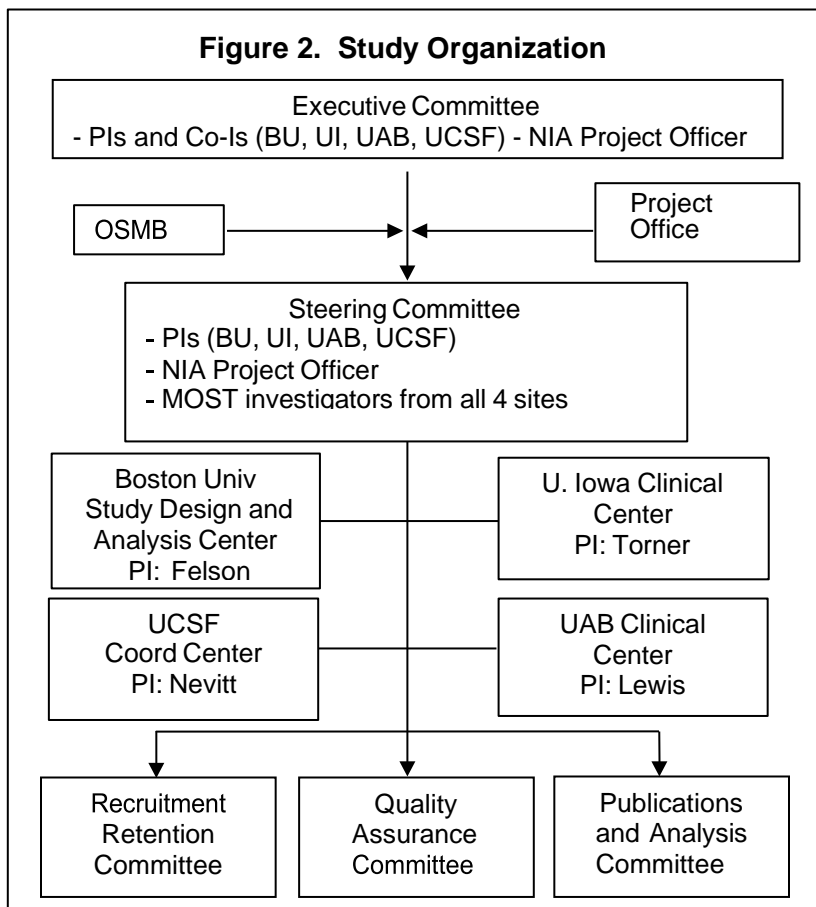 Figure 2. Study Organization
Executive Committee
- PIs and Co-Is (BU, UI, UAB, UCSF) - NIA Project Officer
OSMB
Project
Office
Steering Committee
- PIs (BU, UI, UAB, UCSF)
- NIA Project Officer
- MOST investigators from all 4 sites
Boston Univ
Study Design and
Analysis Center
PI: Felson
U. Iowa Clinical
Center
PI: Torner
UCSF
Coord Center
PI: Nevitt
UAB Clinical
Center
PI: Lewis
Recruitment
Retention
Committee
Quality
Assurance
Committee
Publications
and Analysis
Committee